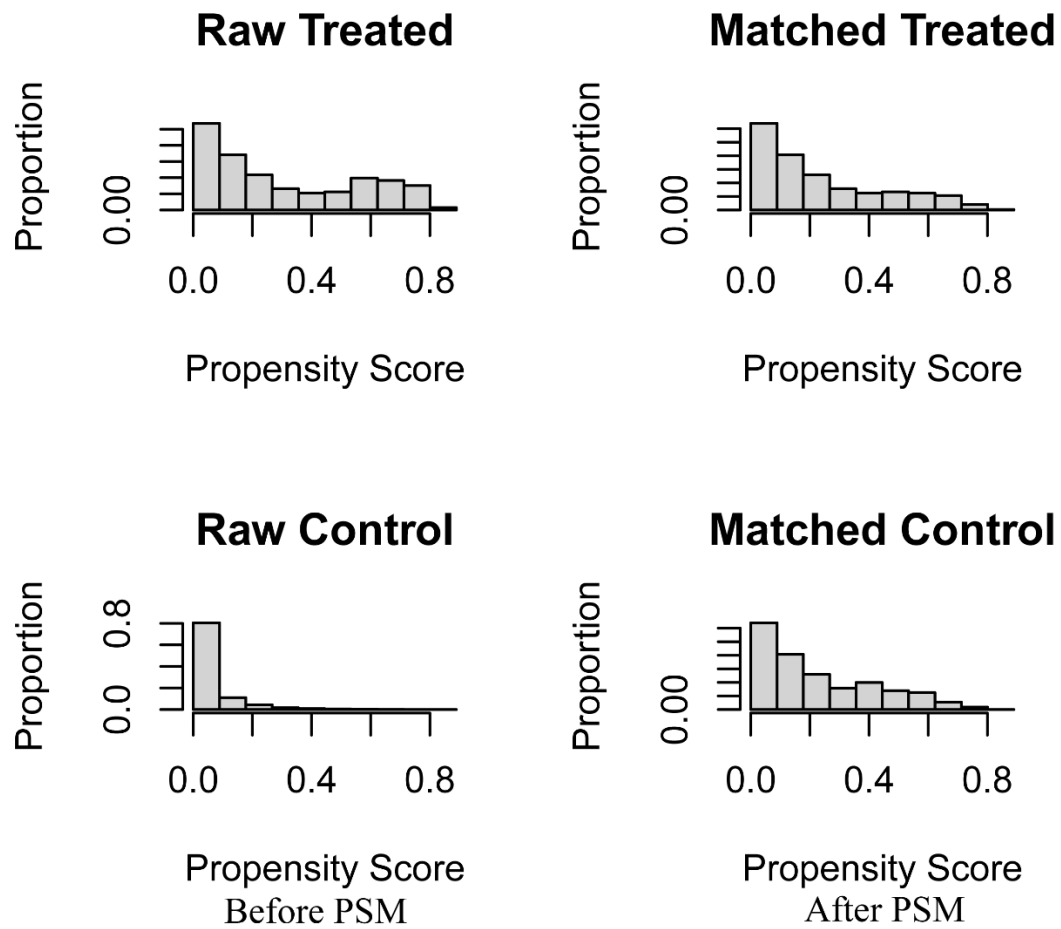 Raw Treated
Proportion
0.00
0.0 0.4 0.8
Propensity Score
Matched Treated
Proportion
0.00
0.0 0.4 0.8
Propensity Score
Raw Control
Proportion
0.8
0.0
0.0 0.4 0.8
Propensity Score
Before PSM
Matched Control
Proportion
0.00
0.0 0.4 0.8
Propensity Score
After PSM